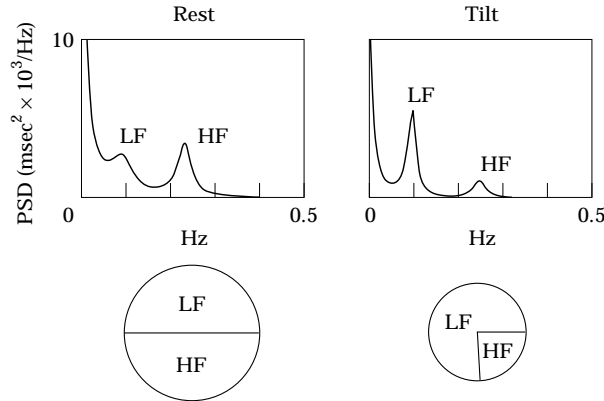 Rest
Tilt
PSD (msec² × 10³/Hz)
10
LF
HF
0
0.5
Hz
LF
HF
0
0.5
Hz
LF
HF
LF
HF